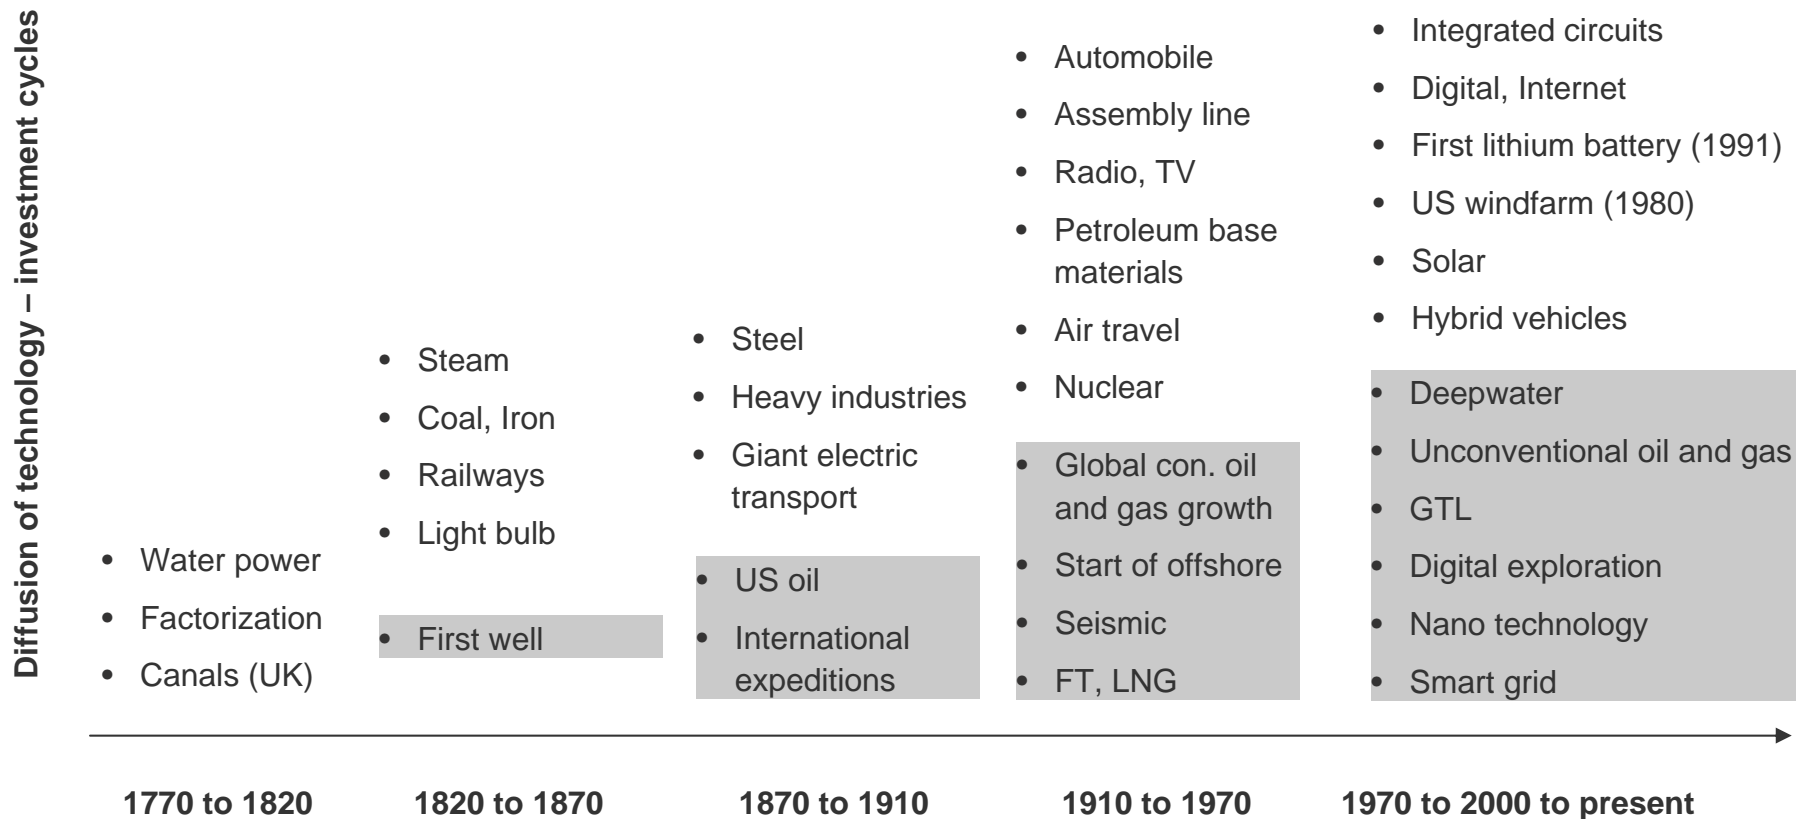 Diffusion of technology – investment cycles
• Water power
• Factorization
• Canals (UK)
• Steam
• Coal, Iron
• Railways
• Light bulb
• First well
• Steel
• Heavy industries
• Giant electric
transport
• US oil
• International
expeditions
• Automobile
• Assembly line
• Radio, TV
• Petroleum base
materials
• Air travel
• Nuclear
• Global con. oil
and gas growth
• Start of offshore
• Seismic
• FT, LNG
• Integrated circuits
• Digital, Internet
• First lithium battery (1991)
• US windfarm (1980)
• Solar
• Hybrid vehicles
• Deepwater
• Unconventional oil and gas
• GTL
• Digital exploration
• Nano technology
• Smart grid
1770 to 1820
1820 to 1870
1870 to 1910
1910 to 1970
1970 to 2000 to present